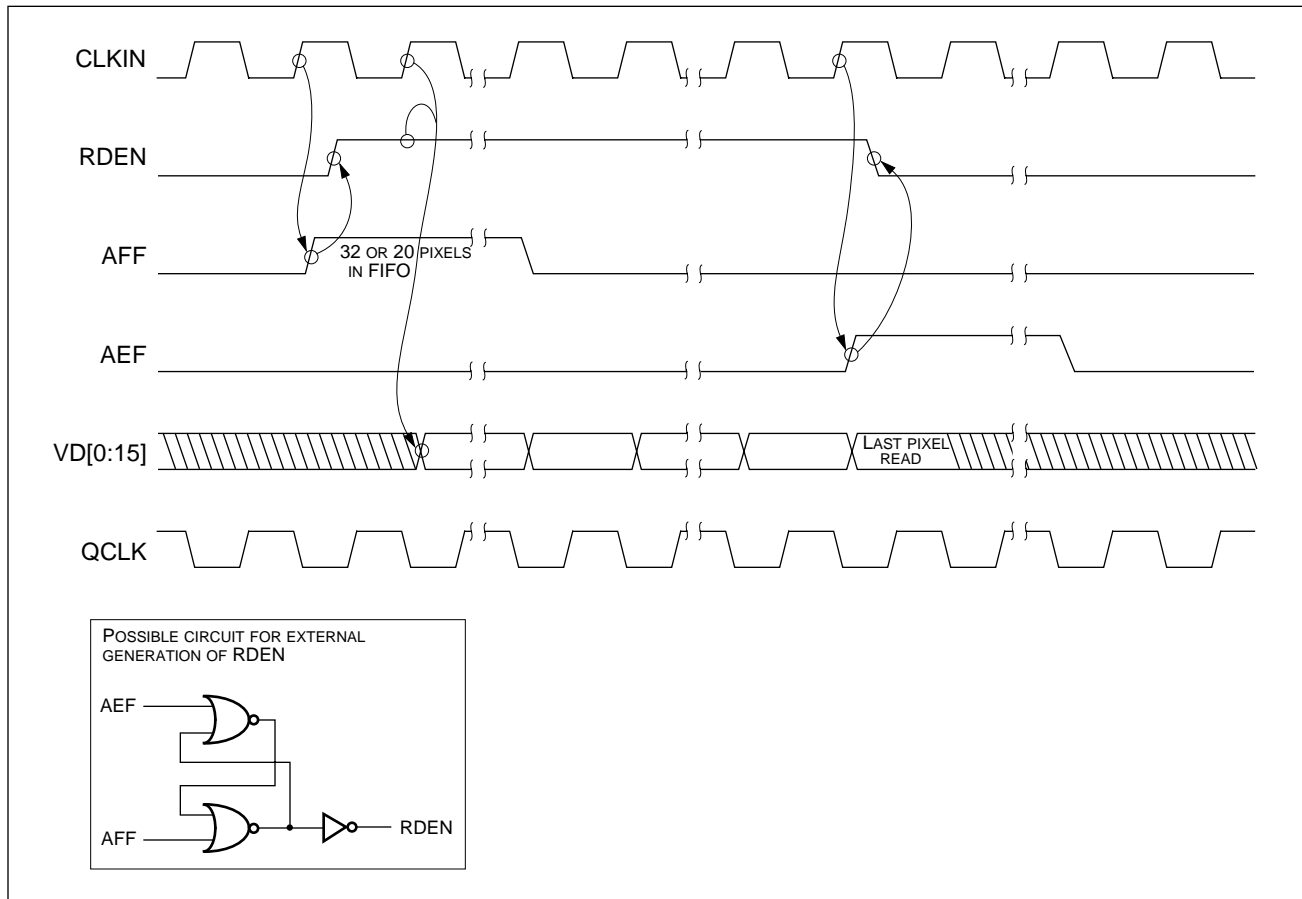 CLKIN
RDEN
AFF
32 OR 20 PIXELS
IN FIFO
AEF
VD[0:15]
LAST PIXEL
READ
QCLK
POSSIBLE CIRCUIT FOR EXTERNAL
GENERATION OF RDEN
AEF
AFF
RDEN